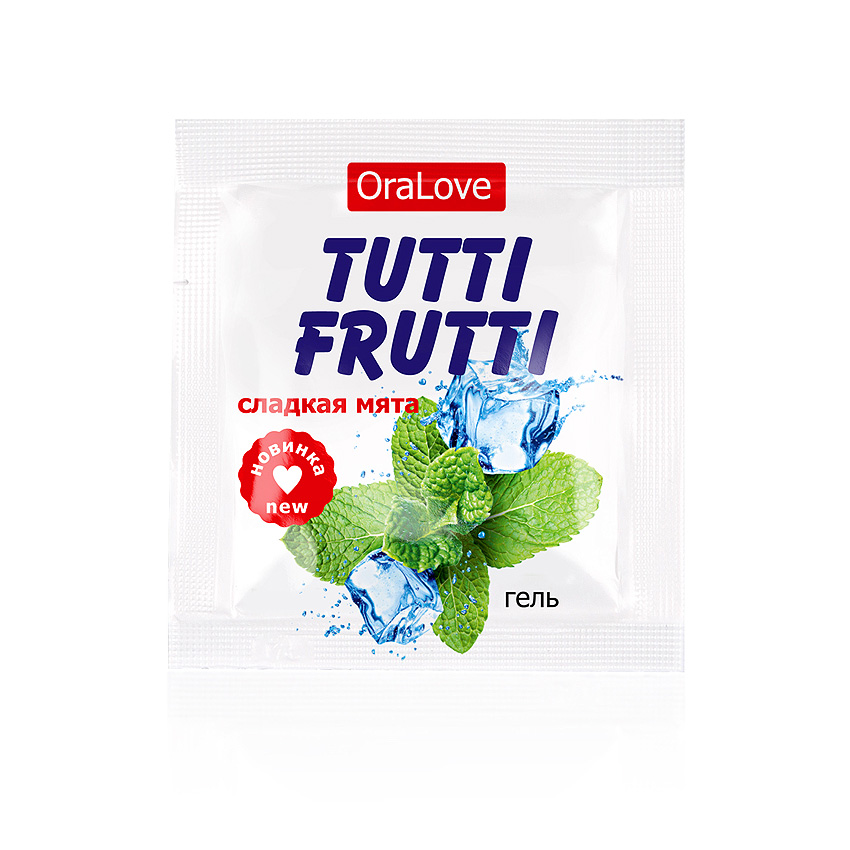 OraLove
TUTTI
FRUTTI
сладкая мята
новинка
new
гель